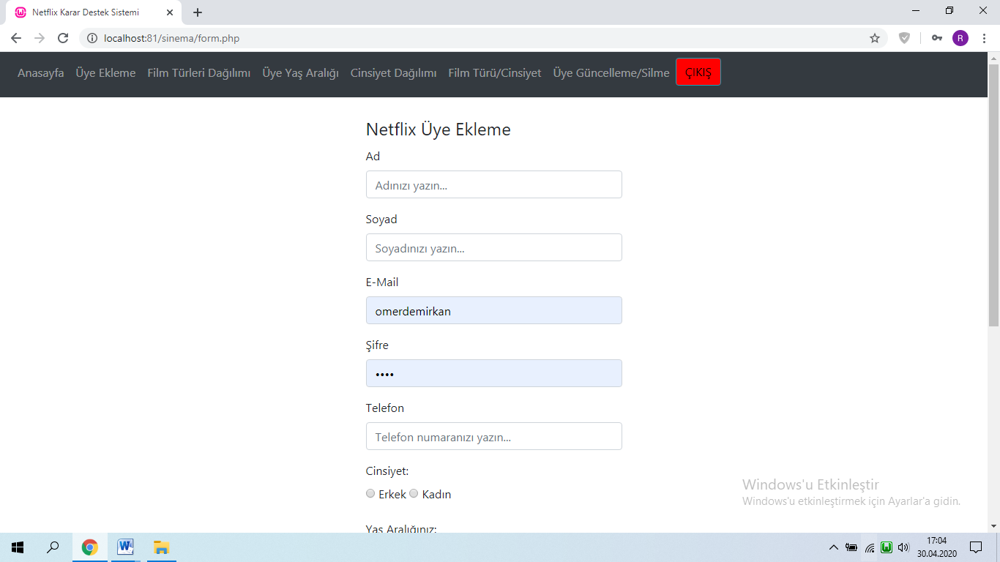 Netflix Karar Destek Sistemi
localhost:81/sinema/form.php
R
Anasayfa Üye Ekleme Film Türleri Dağılımı Üye Yaş Aralığı Cinsiyet Dağılımı Film Türü/Cinsiyet Üye Güncelleme/Silme ÇIKIŞ
Netflix Üye Ekleme
Ad
Adınızı yazın...
Soyad
Soyadınızı yazın...
E-Mail
omerdemirkan
Şifre
••••
Telefon
Telefon numaranızı yazın...
Cinsiyet:
Erkek Kadın
Yaş Aralığınız:
Windows'u Etkinleştir
Windows'u etkinleştirmek için Ayarlar'a gidin.
17:04
30.04.2020